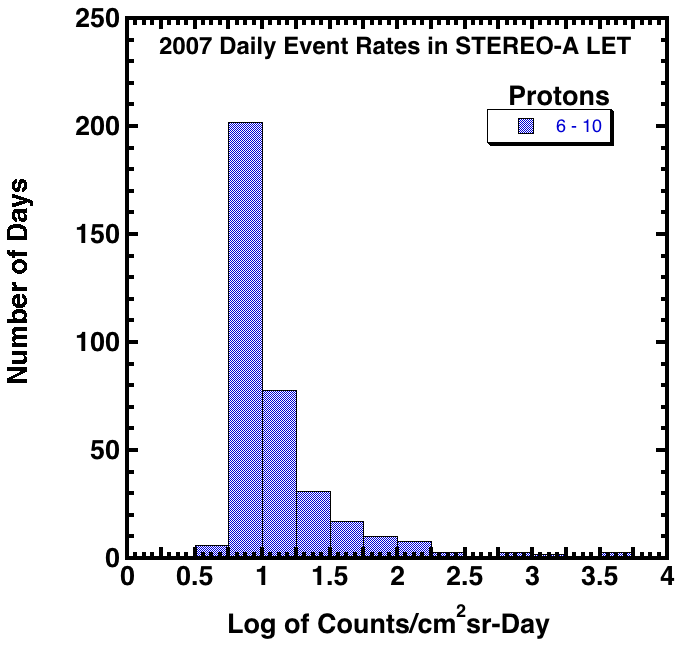 2007 Daily Event Rates in STEREO-A LET
Protons
6 - 10
Number of Days
250
200
150
100
50
0
0 0.5 1 1.5 2 2.5 3 3.5 4
Log of Counts/cm²sr-Day